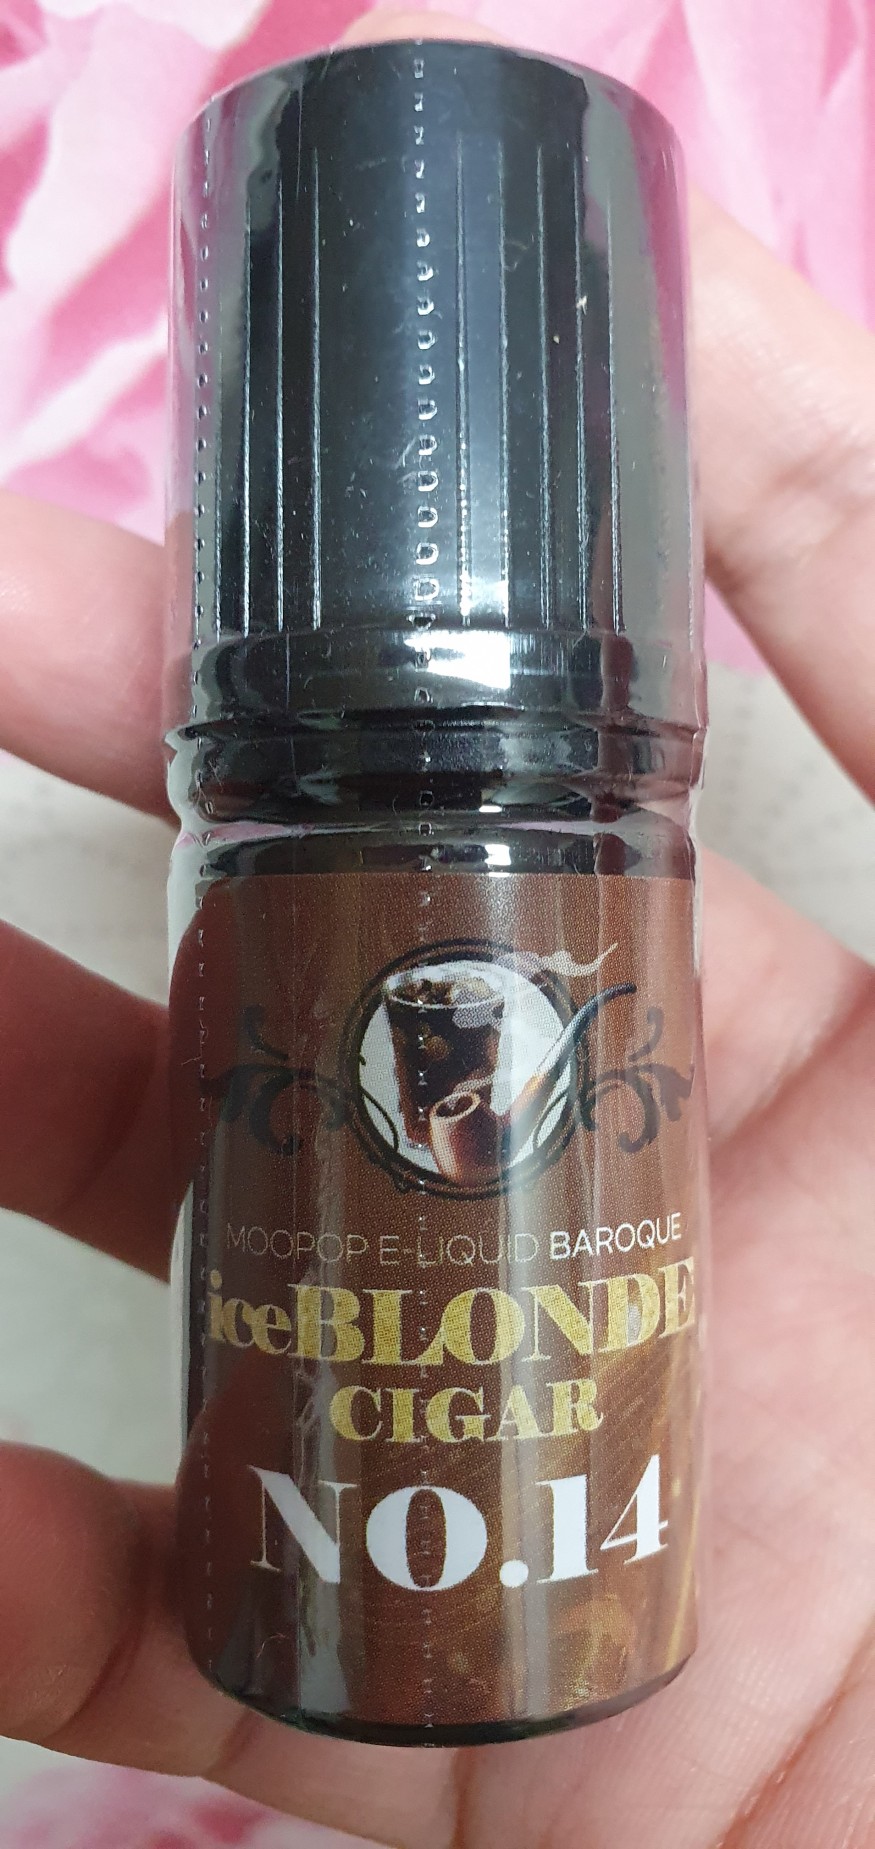 MOOPOP E-LIQUID BAROQUE
iceBLONDE
CIGAR
NO.14